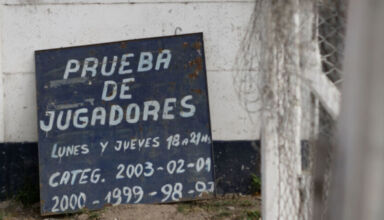 PRUEBA
DE
JUGADORES
LUNES Y JUEVES 18 A 21 HS.
CATEG. 2003-02-01
2000-1999-98-97